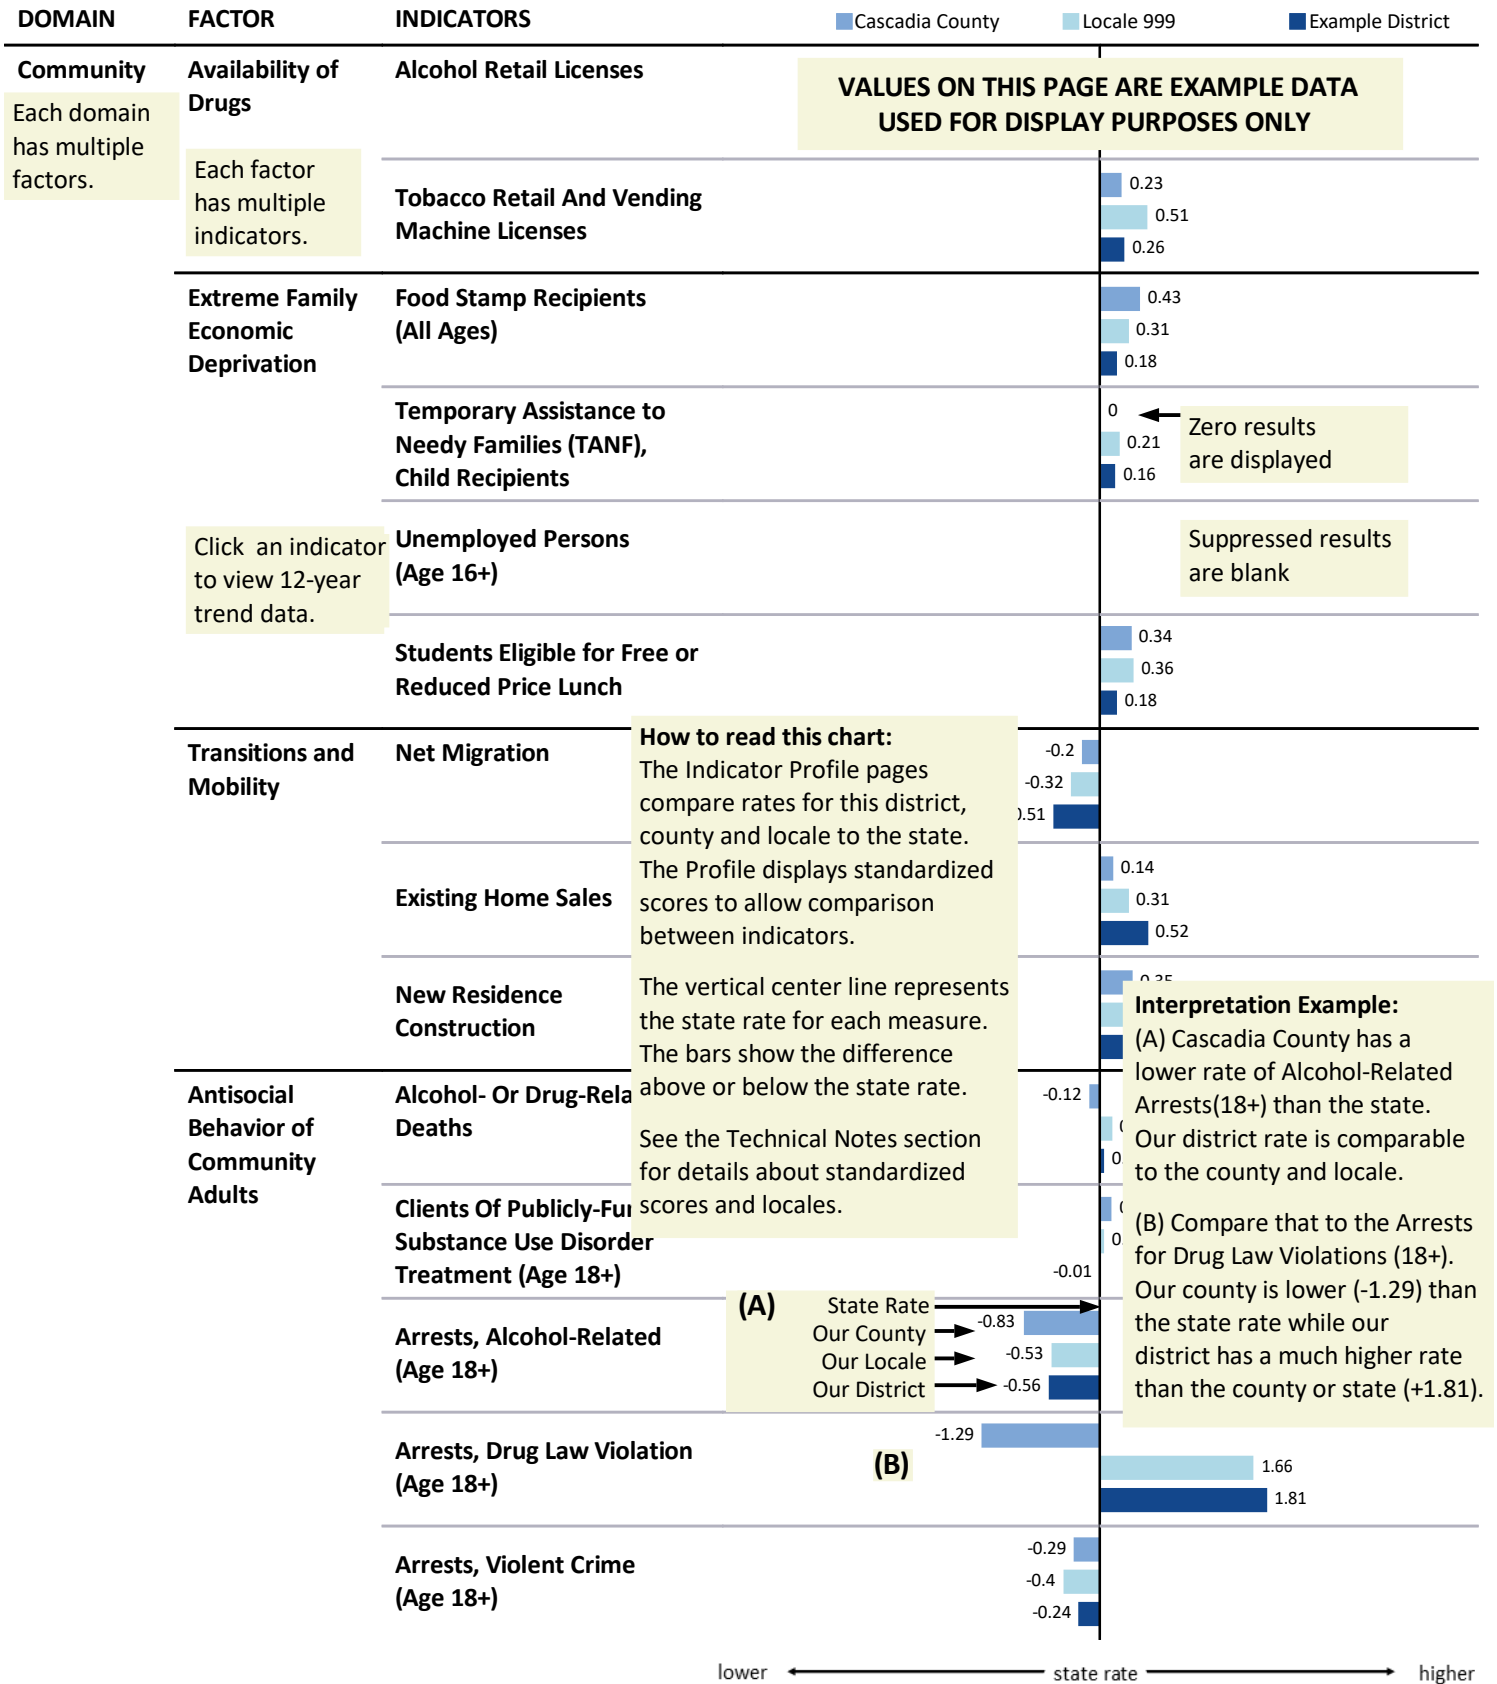 DOMAIN FACTOR INDICATORS Cascadia County Locale 999 Example District
Community
Each domain
has multiple
factors.
Availability of
Drugs
Each factor
has multiple
indicators.
Alcohol Retail Licenses
VALUES ON THIS PAGE ARE EXAMPLE DATA
USED FOR DISPLAY PURPOSES ONLY
Tobacco Retail And Vending
Machine Licenses
0.23
0.51
0.26
Extreme Family
Economic
Deprivation
Food Stamp Recipients
(All Ages)
0.43
0.31
0.18
Temporary Assistance to
Needy Families (TANF),
Child Recipients
0
0.21
0.16
Zero results
are displayed
Click an indicator
to view 12-year
trend data.
Unemployed Persons
(Age 16+)
Suppressed results
are blank
Students Eligible for Free or
Reduced Price Lunch
0.34
0.36
0.18
Transitions and
Mobility
Net Migration
-0.2
-0.32
.51
How to read this chart:
The Indicator Profile pages
compare rates for this district,
county and locale to the state.
The Profile displays standardized
scores to allow comparison
between indicators.
The vertical center line represents
the state rate for each measure.
The bars show the difference
above or below the state rate.
See the Technical Notes section
for details about standardized
scores and locales.
Existing Home Sales
0.14
0.31
0.52
New Residence
Construction
Interpretation Example:
(A) Cascadia County has a
lower rate of Alcohol-Related
Arrests(18+) than the state.
Our district rate is comparable
to the county and locale.
(B) Compare that to the Arrests
for Drug Law Violations (18+).
Our county is lower (-1.29) than
the state rate while our
district has a much higher rate
than the county or state (+1.81).
Antisocial
Behavior of
Community
Adults
Alcohol- Or Drug-Rela
Deaths
-0.12
0.
Clients Of Publicly-Fu
Substance Use Disorder
Treatment (Age 18+)
0.
-0.01
Arrests, Alcohol-Related
(Age 18+)
(A)
State Rate
Our County
Our Locale
Our District
-0.83
-0.53
-0.56
Arrests, Drug Law Violation
(Age 18+)
(B)
-1.29
1.66
1.81
Arrests, Violent Crime
(Age 18+)
-0.29
-0.4
-0.24
lower state rate higher